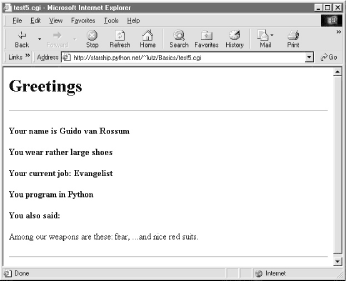 test5.cgi - Microsoft Internet Explorer
File Edit View Favorites Tools Help
Back Forward Stop Refresh Home Search Favorites History Mail Print
Links » Address http://starship.python.net/~lutz/Basics/test5.cgi Go
Greetings
Your name is Guido van Rossum
You wear rather large shoes
Your current job: Evangelist
You program in Python
You also said:
Among our weapons are these: fear, ...and nice red suits.
Done Internet